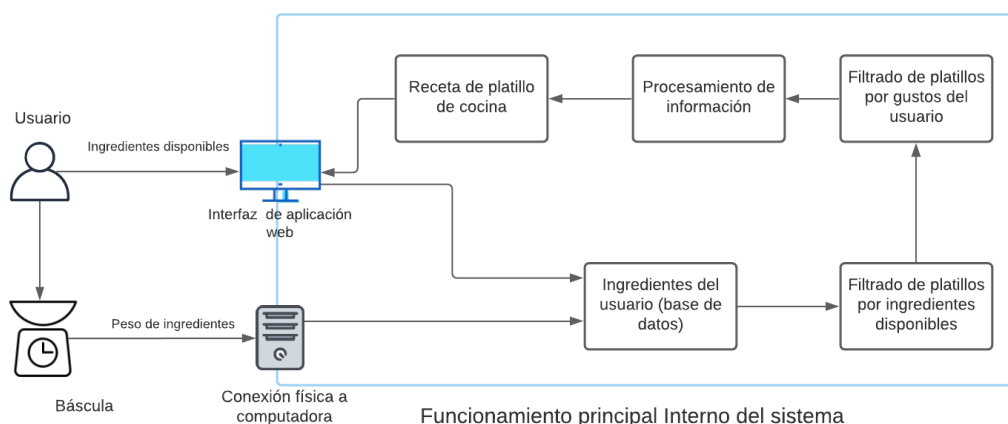 Usuario
Ingredientes disponibles
Interfaz de aplicación
web
Receta de platillo
de cocina
Procesamiento de
información
Filtrado de platillos
por gustos del
usuario
Peso de ingredientes
Báscula
Conexión física a
computadora
Ingredientes del
usuario (base de
datos)
Filtrado de platillos
por ingredientes
disponibles
Funcionamiento principal Interno del sistema